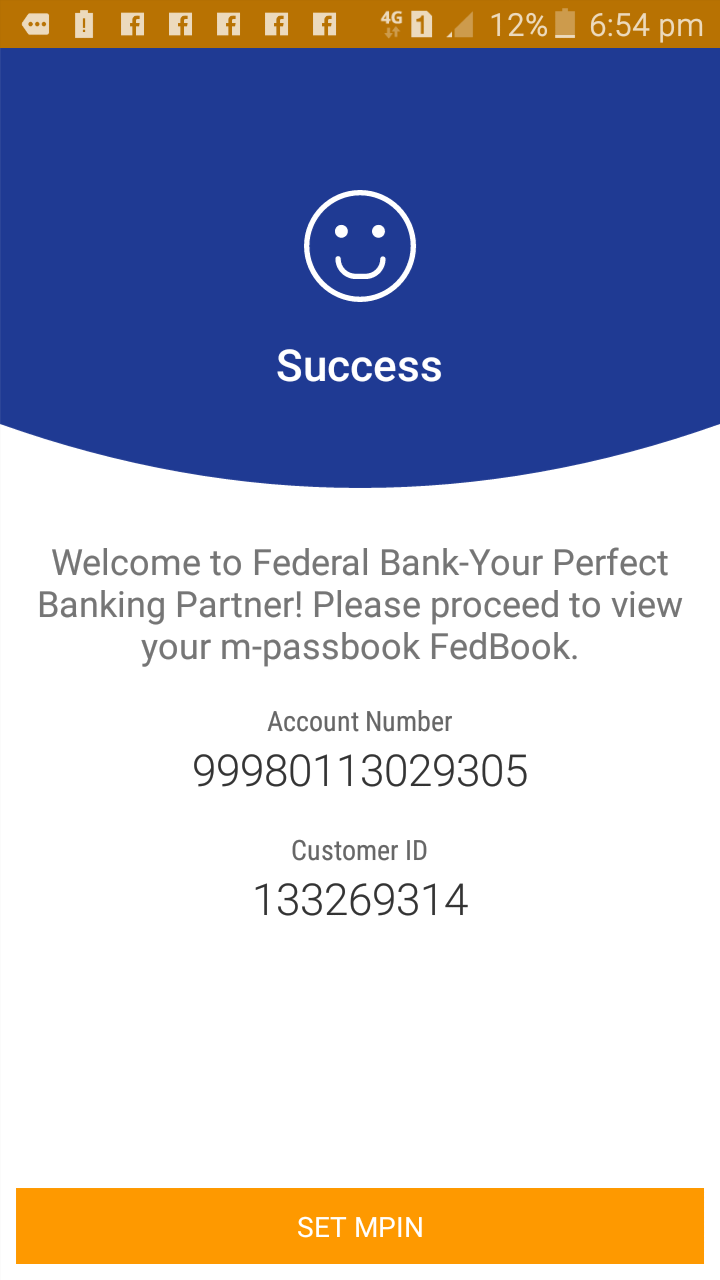 4G 1 12% 6:54 pm
Success
Welcome to Federal Bank-Your Perfect
Banking Partner! Please proceed to view
your m-passbook FedBook.
Account Number
99980113029305
Customer ID
133269314
SET MPIN